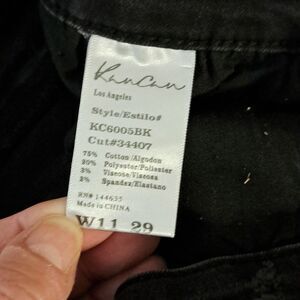 KanCan
Los Angeles
Style/Estilo#
KC6005BK
Cut#34407
75% Cotton/Algodon
20% Polyester/Poliester
3% Viscose/Viscosa
2% Spandex/Elastano
RN# 144635
Made in CHINA
W11 29